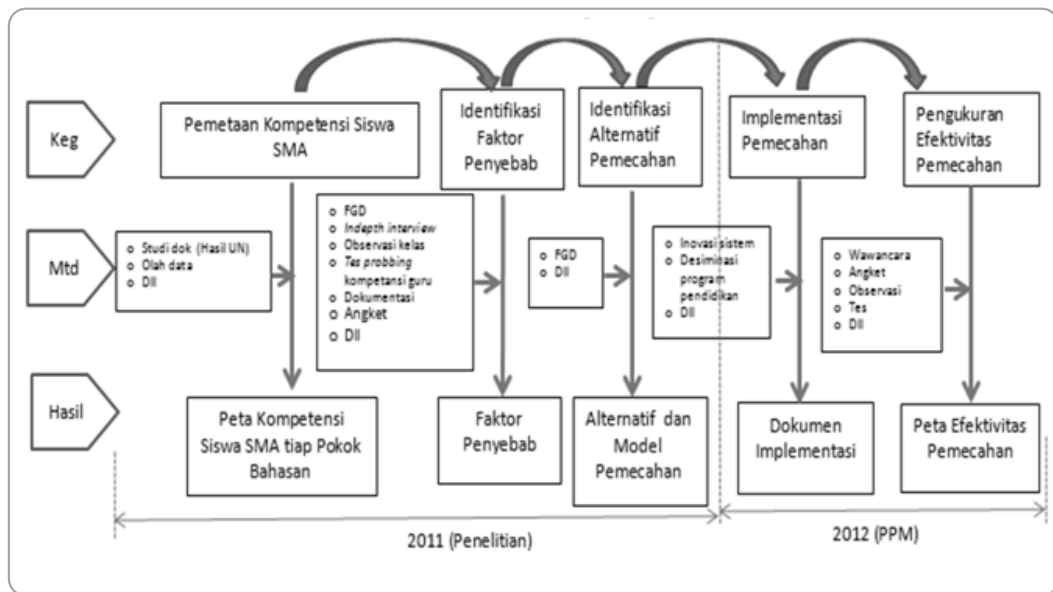 Keg
Pemetaan Kompetensi Siswa
SMA
Identifikasi
Faktor
Penyebab
Identifikasi
Alternatif
Pemecahan
Implementasi
Pemecahan
Pengukuran
Efektivitas
Pemecahan
Mtd
o Studi dok (Hasil UN)
o Olah data
o Dll
o FGD
o Indepth interview
o Observasi kelas
o Tes probbing
kompetansi guru
o Dokumentasi
o Angket
o Dll
o FGD
o Dll
o Inovasi sistem
o Desiminasi
program
pendidikan
o Dll
o Wawancara
o Angket
o Observasi
o Tes
o Dll
Hasil
Peta Kompetensi
Siswa SMA tiap Pokok
Bahasan
Faktor
Penyebab
Alternatif dan
Model
Pemecahan
Dokumen
Implementasi
Peta Efektivitas
Pemecahan
2011 (Penelitian)
2012 (PPM)